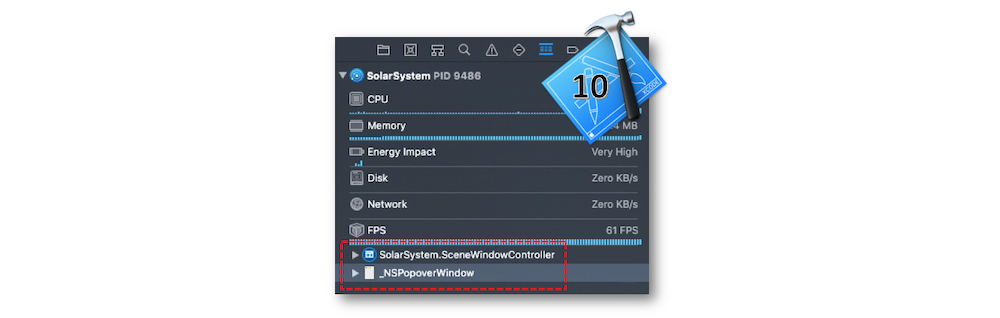 SolarSystem PID 9486
CPU
Memory MB
Energy Impact Very High
Disk Zero KB/s
Network Zero KB/s
FPS 61 FPS
SolarSystem.SceneWindowController
_NSPopoverWindow
10
XCODE